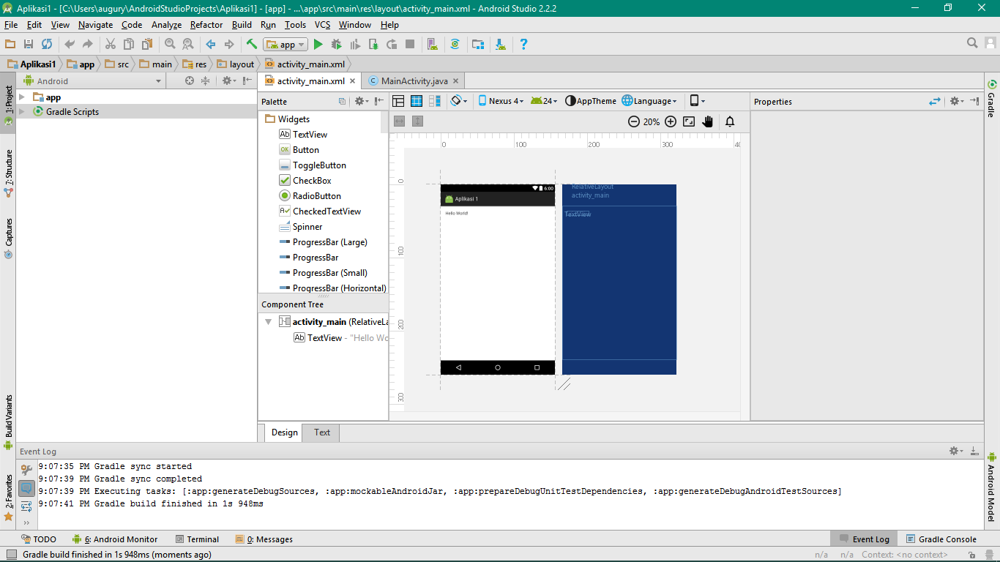 Aplikasi1 - [C:\Users\augury\AndroidStudioProjects\Aplikasi1] - [app] - ...\app\src\main\res\layout\activity_main.xml - Android Studio 2.2.2
File Edit View Navigate Code Analyze Refactor Build Run Tools VCS Window Help
app
Aplikasi1 app src main res layout activity_main.xml
Android
activity_main.xml MainActivity.java
1: Project
7: Structure
Captures
Build Variants
2: Favorites
app
Gradle Scripts
Palette
Nexus 4 24 AppTheme Language
Properties
20%
Widgets
Ab TextView
OK Button
ToggleButton
CheckBox
RadioButton
A CheckedTextView
Spinner
ProgressBar (Large)
ProgressBar
ProgressBar (Small)
ProgressBar (Horizontal)
Component Tree
activity_main (RelativeLa
Ab TextView - "Hello Wo
0 100 200 300 40
0
100
200
300
6:00
Aplikasi 1
Hello World!
RelativeLayout
activity_main
TextView
Design Text
Gradle
Android Model
Event Log
9:07:35 PM Gradle sync started
9:07:39 PM Gradle sync completed
9:07:39 PM Executing tasks: [:app:generateDebugSources, :app:mockableAndroidJar, :app:prepareDebugUnitTestDependencies, :app:generateDebugAndroidTestSources]
9:07:41 PM Gradle build finished in 1s 948ms
TODO 6: Android Monitor Terminal 0: Messages Event Log Gradle Console
Gradle build finished in 1s 948ms (moments ago) n/a n/a Context: <no context>